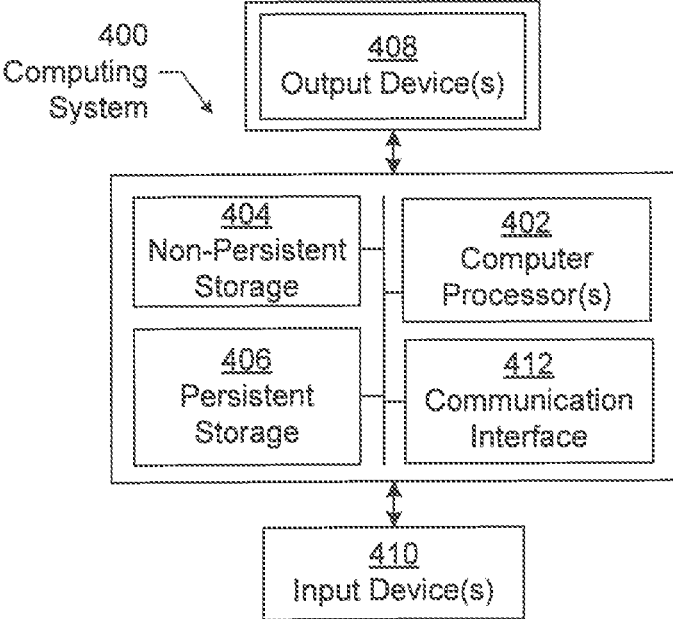 400
Computing
System
408
Output Device(s)
404
Non-Persistent
Storage
402
Computer
Processor(s)
406
Persistent
Storage
412
Communication
Interface
410
Input Device(s)